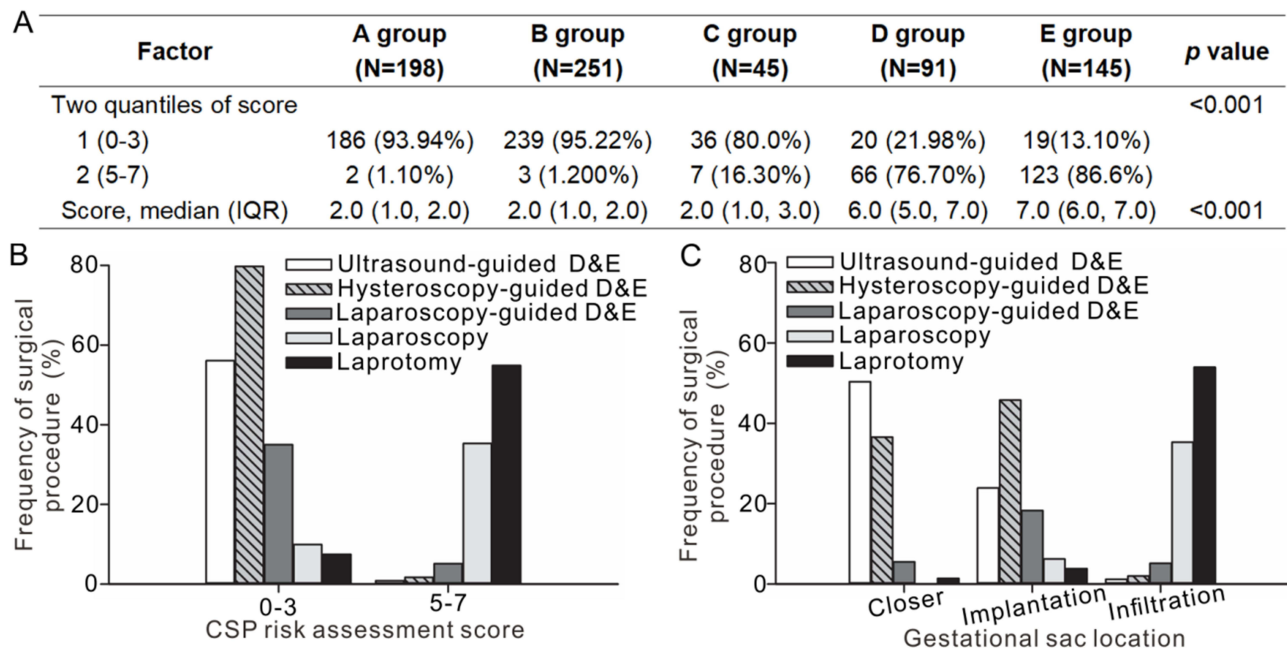 A
Factor A group (N=198) B group (N=251) C group (N=45) D group (N=91) E group (N=145) p value
Two quantiles of score <0.001
1 (0-3) 186 (93.94%) 239 (95.22%) 36 (80.0%) 20 (21.98%) 19(13.10%)
2 (5-7) 2 (1.10%) 3 (1.200%) 7 (16.30%) 66 (76.70%) 123 (86.6%)
Score, median (IQR) 2.0 (1.0, 2.0) 2.0 (1.0, 2.0) 2.0 (1.0, 3.0) 6.0 (5.0, 7.0) 7.0 (6.0, 7.0) <0.001
B
Frequency of surgical
procedure (%)
80
60
40
20
0
Ultrasound-guided D&E
Hysteroscopy-guided D&E
Laparoscopy-guided D&E
Laparoscopy
Laprotomy
0-3 5-7
CSP risk assessment score
C
Frequency of surgical
procedure (%)
80
60
40
20
0
Ultrasound-guided D&E
Hysteroscopy-guided D&E
Laparoscopy-guided D&E
Laparoscopy
Laprotomy
Closer Implantation Infiltration
Gestational sac location